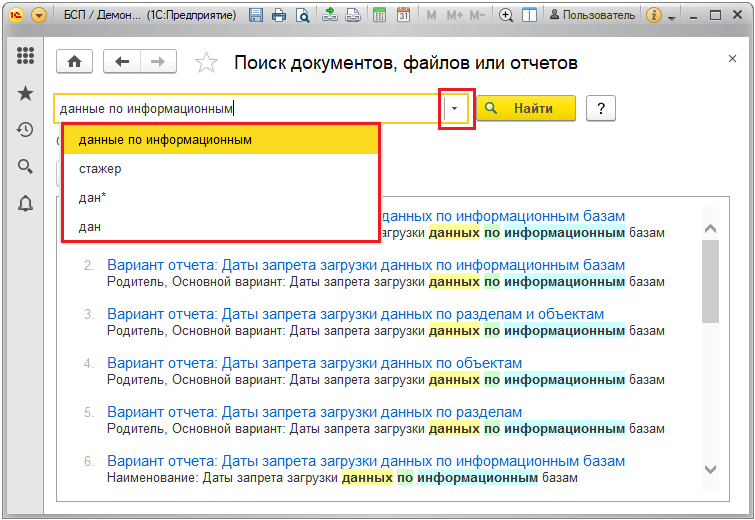 БСП / Демон... (1С:Предприятие) M M+ M- Пользователь
Поиск документов, файлов или отчетов
данные по информационным
Найти ?
данные по информационным
стажер
дан*
дан
данных по информационным базам
загрузки данных по информационным базам
2. Вариант отчета: Даты запрета загрузки данных по информационным базам
Родитель, Основной вариант: Даты запрета загрузки данных по информационным базам
3. Вариант отчета: Даты запрета загрузки данных по разделам и объектам
Родитель, Основной вариант: Даты запрета загрузки данных по информационным базам
4. Вариант отчета: Даты запрета загрузки данных по объектам
Родитель, Основной вариант: Даты запрета загрузки данных по информационным базам
5. Вариант отчета: Даты запрета загрузки данных по разделам
Родитель, Основной вариант: Даты запрета загрузки данных по информационным базам
6. Вариант отчета: Даты запрета загрузки данных по информационным базам
Наименование: Даты запрета загрузки данных по информационным базам